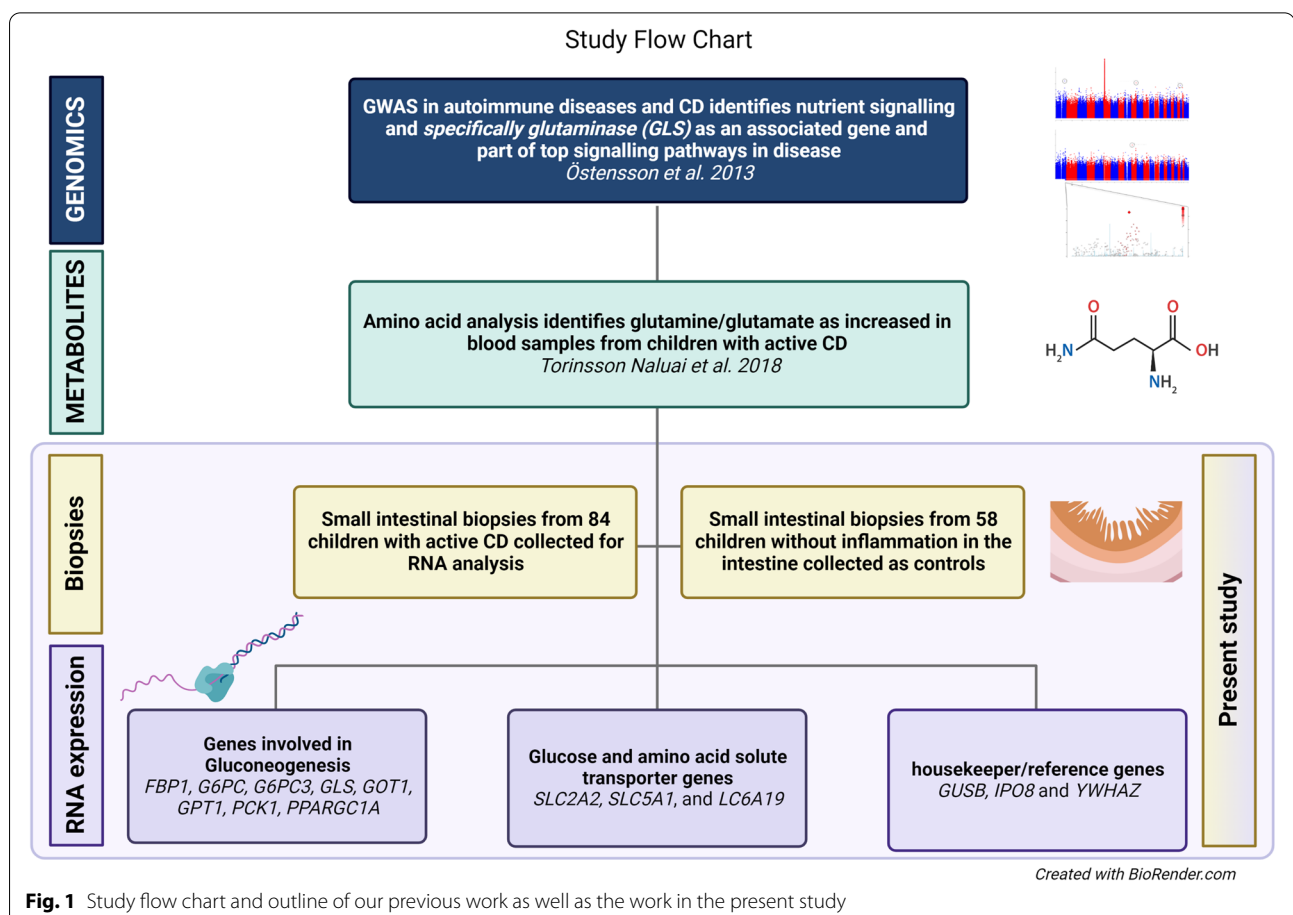 Study Flow Chart
GENOMICS
GWAS in autoimmune diseases and CD identifies nutrient signalling
and specifically glutaminase (GLS) as an associated gene and
part of top signalling pathways in disease
Östensson et al. 2013
METABOLITES
Amino acid analysis identifies glutamine/glutamate as increased in
blood samples from children with active CD
Torinsson Naluai et al. 2018
O
O
H₂N
OH
NH₂
Biopsies
Small intestinal biopsies from 84
children with active CD collected for
RNA analysis
Small intestinal biopsies from 58
children without inflammation in the
intestine collected as controls
Present study
RNA expression
Genes involved in
Gluconeogenesis
FBP1, G6PC, G6PC3, GLS, GOT1,
GPT1, PCK1, PPARGC1A
Glucose and amino acid solute
transporter genes
SLC2A2, SLC5A1, and LC6A19
housekeeper/reference genes
GUSB, IPO8 and YWHAZ
Created with BioRender.com
Fig. 1 Study flow chart and outline of our previous work as well as the work in the present study